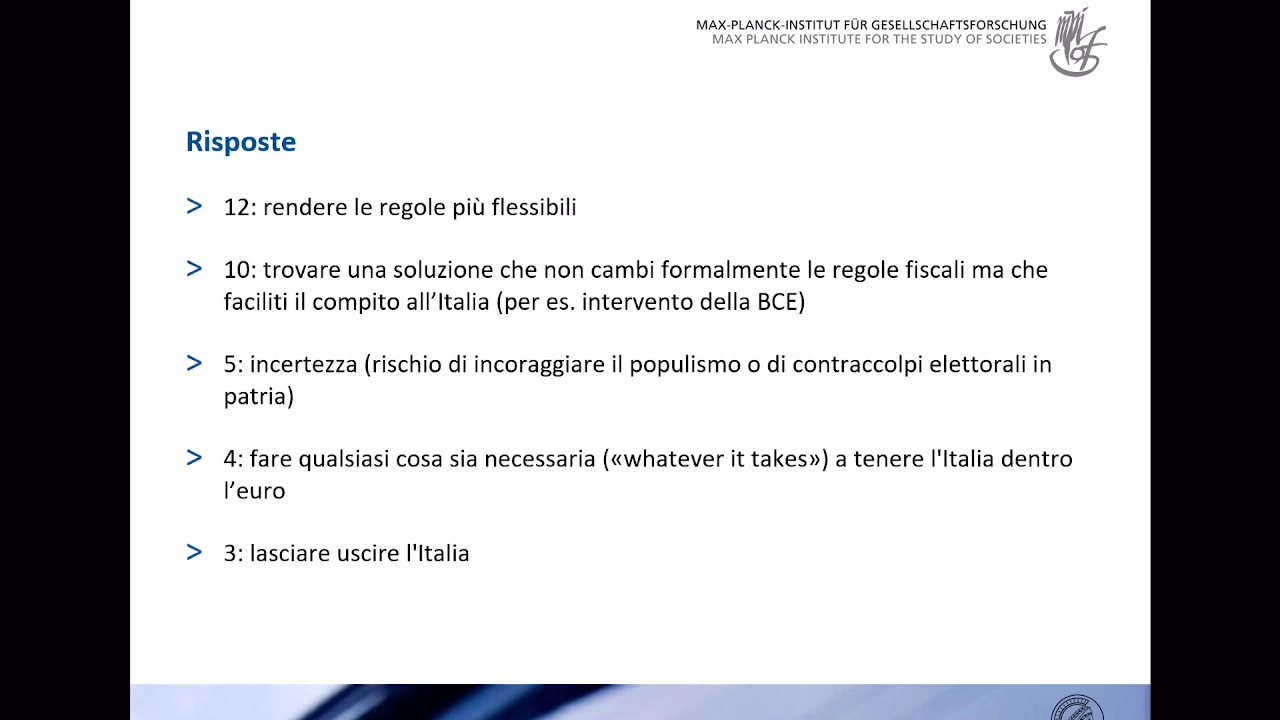 MAX-PLANCK-INSTITUT FÜR GESELLSCHAFTSFORSCHUNG
MAX PLANCK INSTITUTE FOR THE STUDY OF SOCIETIES
Risposte
> 12: rendere le regole più flessibili
> 10: trovare una soluzione che non cambi formalmente le regole fiscali ma che
faciliti il compito all’Italia (per es. intervento della BCE)
> 5: incertezza (rischio di incoraggiare il populismo o di contraccolpi elettorali in
patria)
> 4: fare qualsiasi cosa sia necessaria («whatever it takes») a tenere l'Italia dentro
l’euro
> 3: lasciare uscire l'Italia